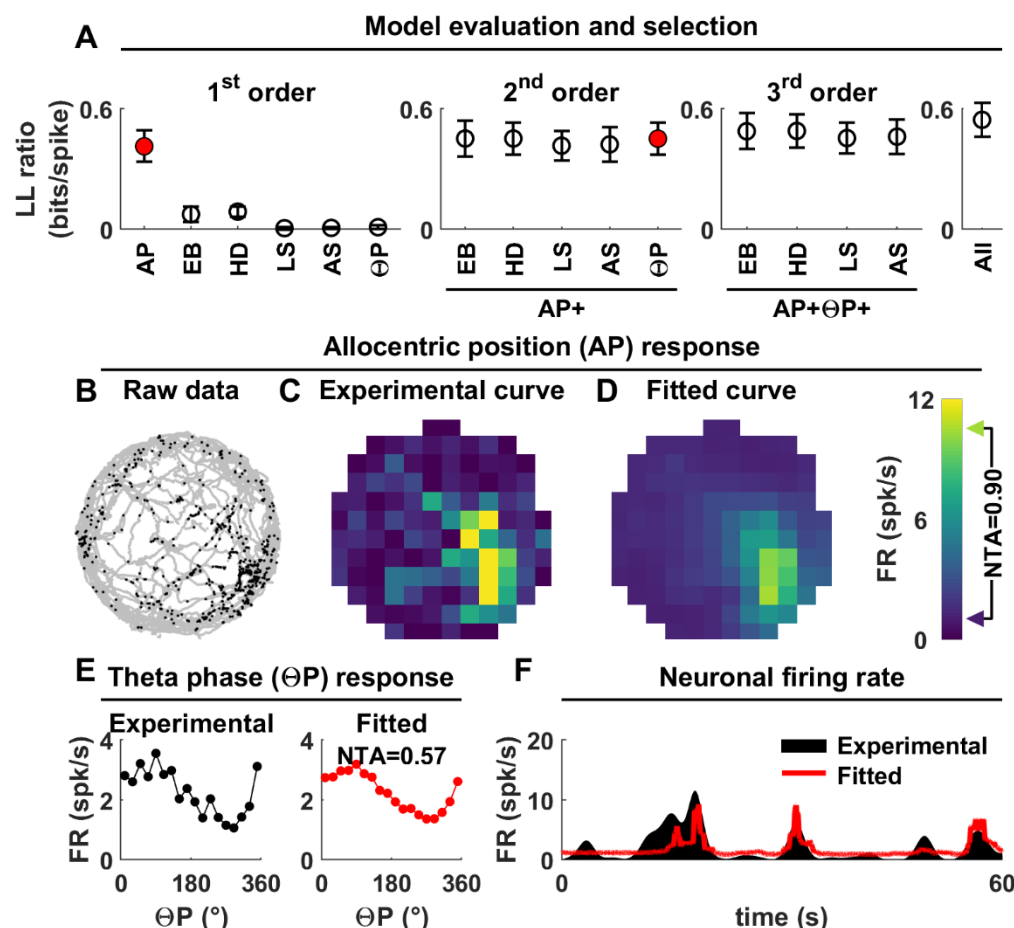 A Model evaluation and selection
1st order
2nd order
3rd order
LL ratio
(bits/spike)
0.6
0
AP
EB
HD
LS
AS
ΘP
0.6
0
EB
HD
LS
AS
ΘP
AP+
0.6
0
EB
HD
LS
AS
AP+ΘP+
0.6
0
All
Allocentric position (AP) response
B Raw data
C Experimental curve
D Fitted curve
12
6
0
FR (spk/s)
NTA=0.90
E Theta phase (ΘP) response
Experimental
FR (spk/s)
4
2
0
0 180 360
ΘP (°)
Fitted
NTA=0.57
4
2
0
0 180 360
ΘP (°)
F Neuronal firing rate
FR (spk/s)
20
10
0
Experimental
Fitted
0 60
time (s)